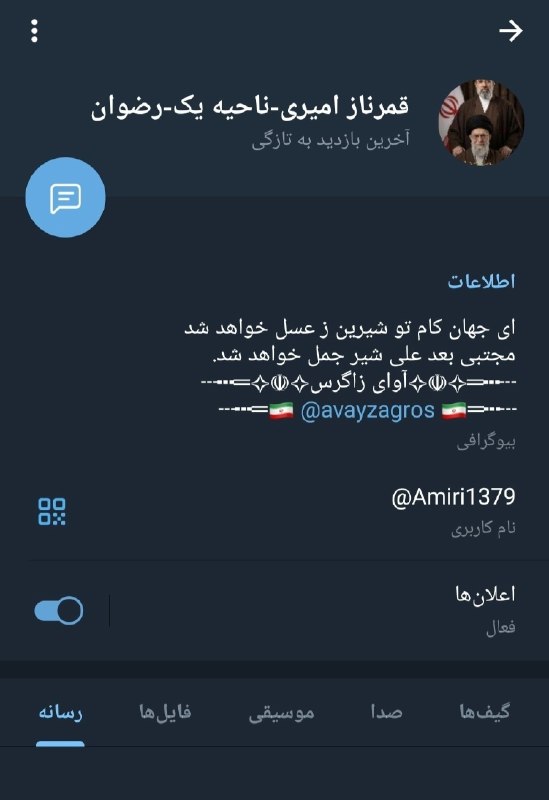 قمرناز امیری-ناحیه یک-رضوان
آخرین بازدید به تازگی
اطلاعات
ای جهان کام تو شیرین ز عسل خواهد شد
مجتبی بعد علی شیر جمل خواهد شد.
--┅┅═✧☫✧آوای زاگرس✧☫✧═┅┅--
--┅┅═🇮🇷 @avayzagros 🇮🇷═┅┅--
بیوگرافی
@Amiri1379
نام کاربری
اعلان‌ها
فعال
گیف‌ها صدا موسیقی فایل‌ها رسانه